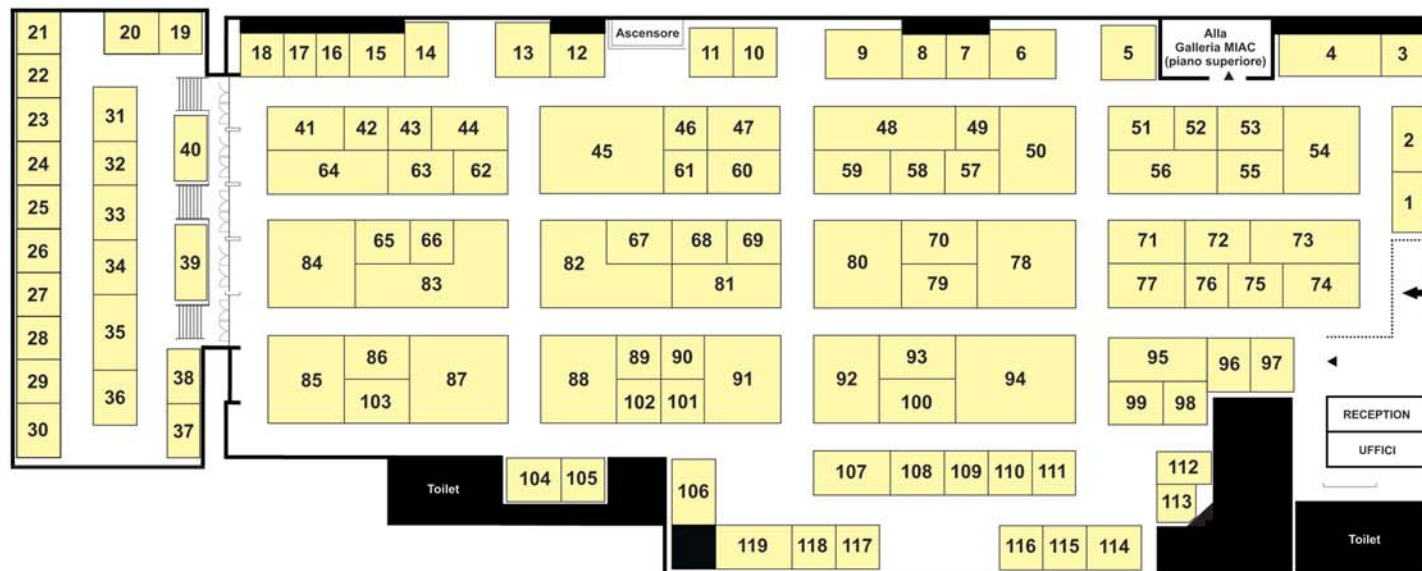 21 20 19 18 17 16 15 14 13 12 Ascensore 11 10 9 8 7 6 5 Alla
Galleria MIAC
(piano superiore)
4 3
22
23 31 41 42 43 44 45 46 47 48 49 50 51 52 53 54 2
24 32 40 64 63 62 61 60 59 58 57 56 55 1
25 33
26 34 39 84 65 66 82 67 68 69 80 70 78 71 72 73
27 83 81 79 77 76 75 74
28 35
29 36 38 85 86 87 88 89 90 91 92 93 94 95 96 97
30 37 103 102 101 100 99 98
RECEPTION
UFFICI
Toilet 104 105 106 107 108 109 110 111 112
113
119 118 117 116 115 114 Toilet